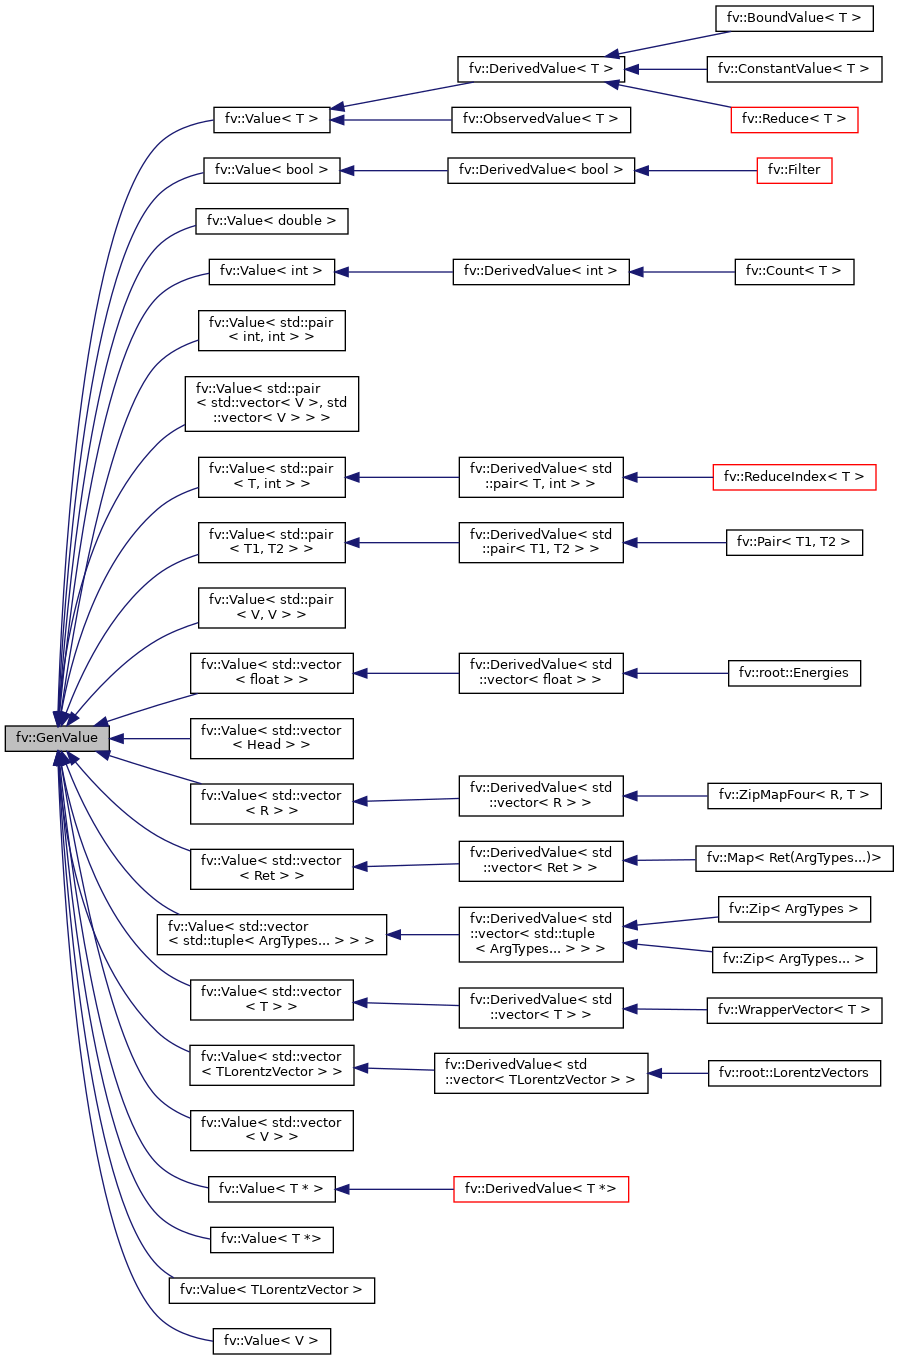 fv::BoundValue< T >
fv::DerivedValue< T >
fv::ConstantValue< T >
fv::Value< T >
fv::ObservedValue< T >
fv::Reduce< T >
fv::Value< bool >
fv::DerivedValue< bool >
fv::Filter
fv::Value< double >
fv::Value< int >
fv::DerivedValue< int >
fv::Count< T >
fv::Value< std::pair
< int, int > >
fv::Value< std::pair
< std::vector< V >, std
::vector< V > > >
fv::Value< std::pair
< T, int > >
fv::DerivedValue< std
::pair< T, int > >
fv::ReduceIndex< T >
fv::Value< std::pair
< T1, T2 > >
fv::DerivedValue< std
::pair< T1, T2 > >
fv::Pair< T1, T2 >
fv::Value< std::pair
< V, V > >
fv::Value< std::vector
< float > >
fv::DerivedValue< std
::vector< float > >
fv::root::Energies
fv::GenValue
fv::Value< std::vector
< Head > >
fv::Value< std::vector
< R > >
fv::DerivedValue< std
::vector< R > >
fv::ZipMapFour< R, T >
fv::Value< std::vector
< Ret > >
fv::DerivedValue< std
::vector< Ret > >
fv::Map< Ret(ArgTypes...)>
fv::Value< std::vector
< std::tuple< ArgTypes... > > >
fv::DerivedValue< std
::vector< std::tuple
< ArgTypes... > > >
fv::Zip< ArgTypes >
fv::Zip< ArgTypes... >
fv::Value< std::vector
< T > >
fv::DerivedValue< std
::vector< T > >
fv::WrapperVector< T >
fv::Value< std::vector
< TLorentzVector > >
fv::DerivedValue< std
::vector< TLorentzVector > >
fv::root::LorentzVectors
fv::Value< std::vector
< V > >
fv::Value< T * >
fv::DerivedValue< T *>
fv::Value< T *>
fv::Value< TLorentzVector >
fv::Value< V >